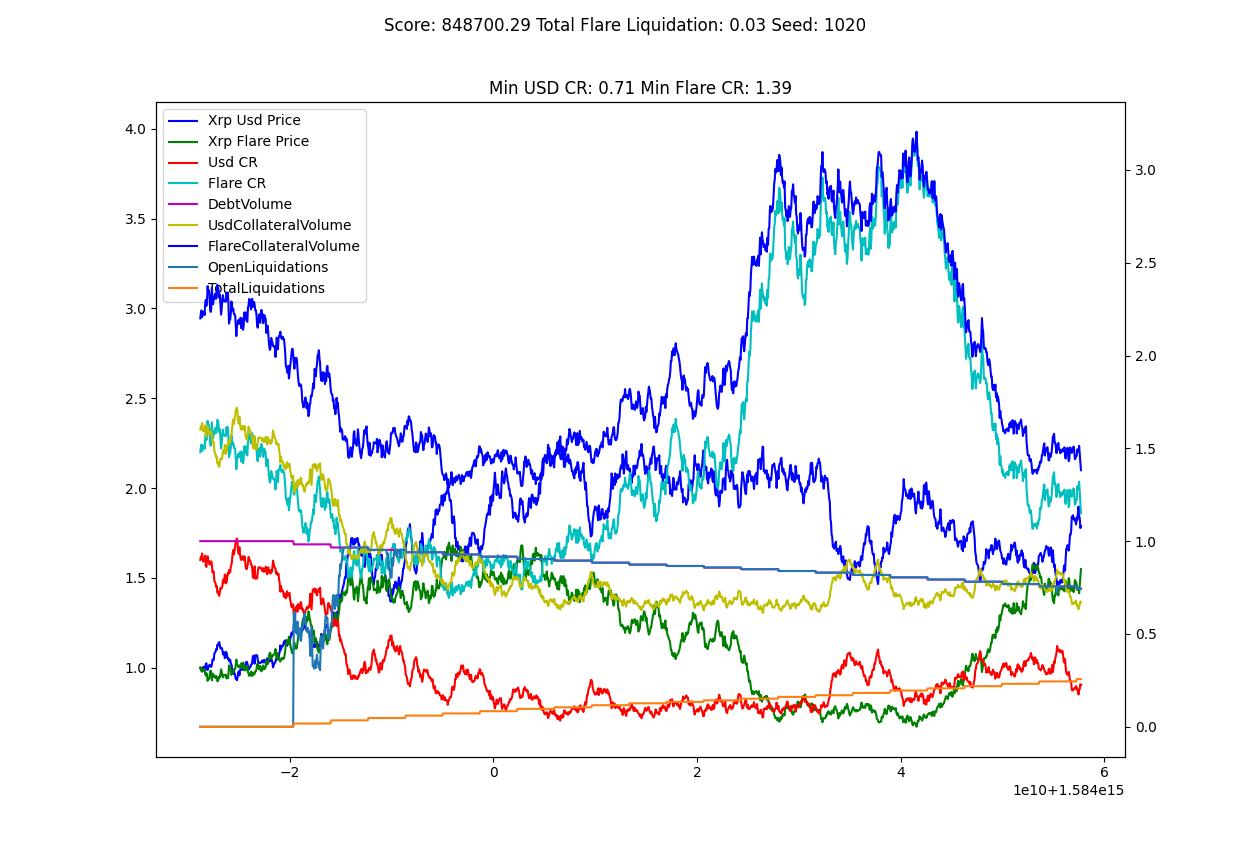 Score: 848700.29 Total Flare Liquidation: 0.03 Seed: 1020
Min USD CR: 0.71 Min Flare CR: 1.39
Xrp Usd Price
Xrp Flare Price
Usd CR
Flare CR
DebtVolume
UsdCollateralVolume
FlareCollateralVolume
OpenLiquidations
TotalLiquidations
4.0
3.5
3.0
2.5
2.0
1.5
1.0
3.0
2.5
2.0
1.5
1.0
0.5
0.0
−2 0 2 4 6
1e10+1.584e15